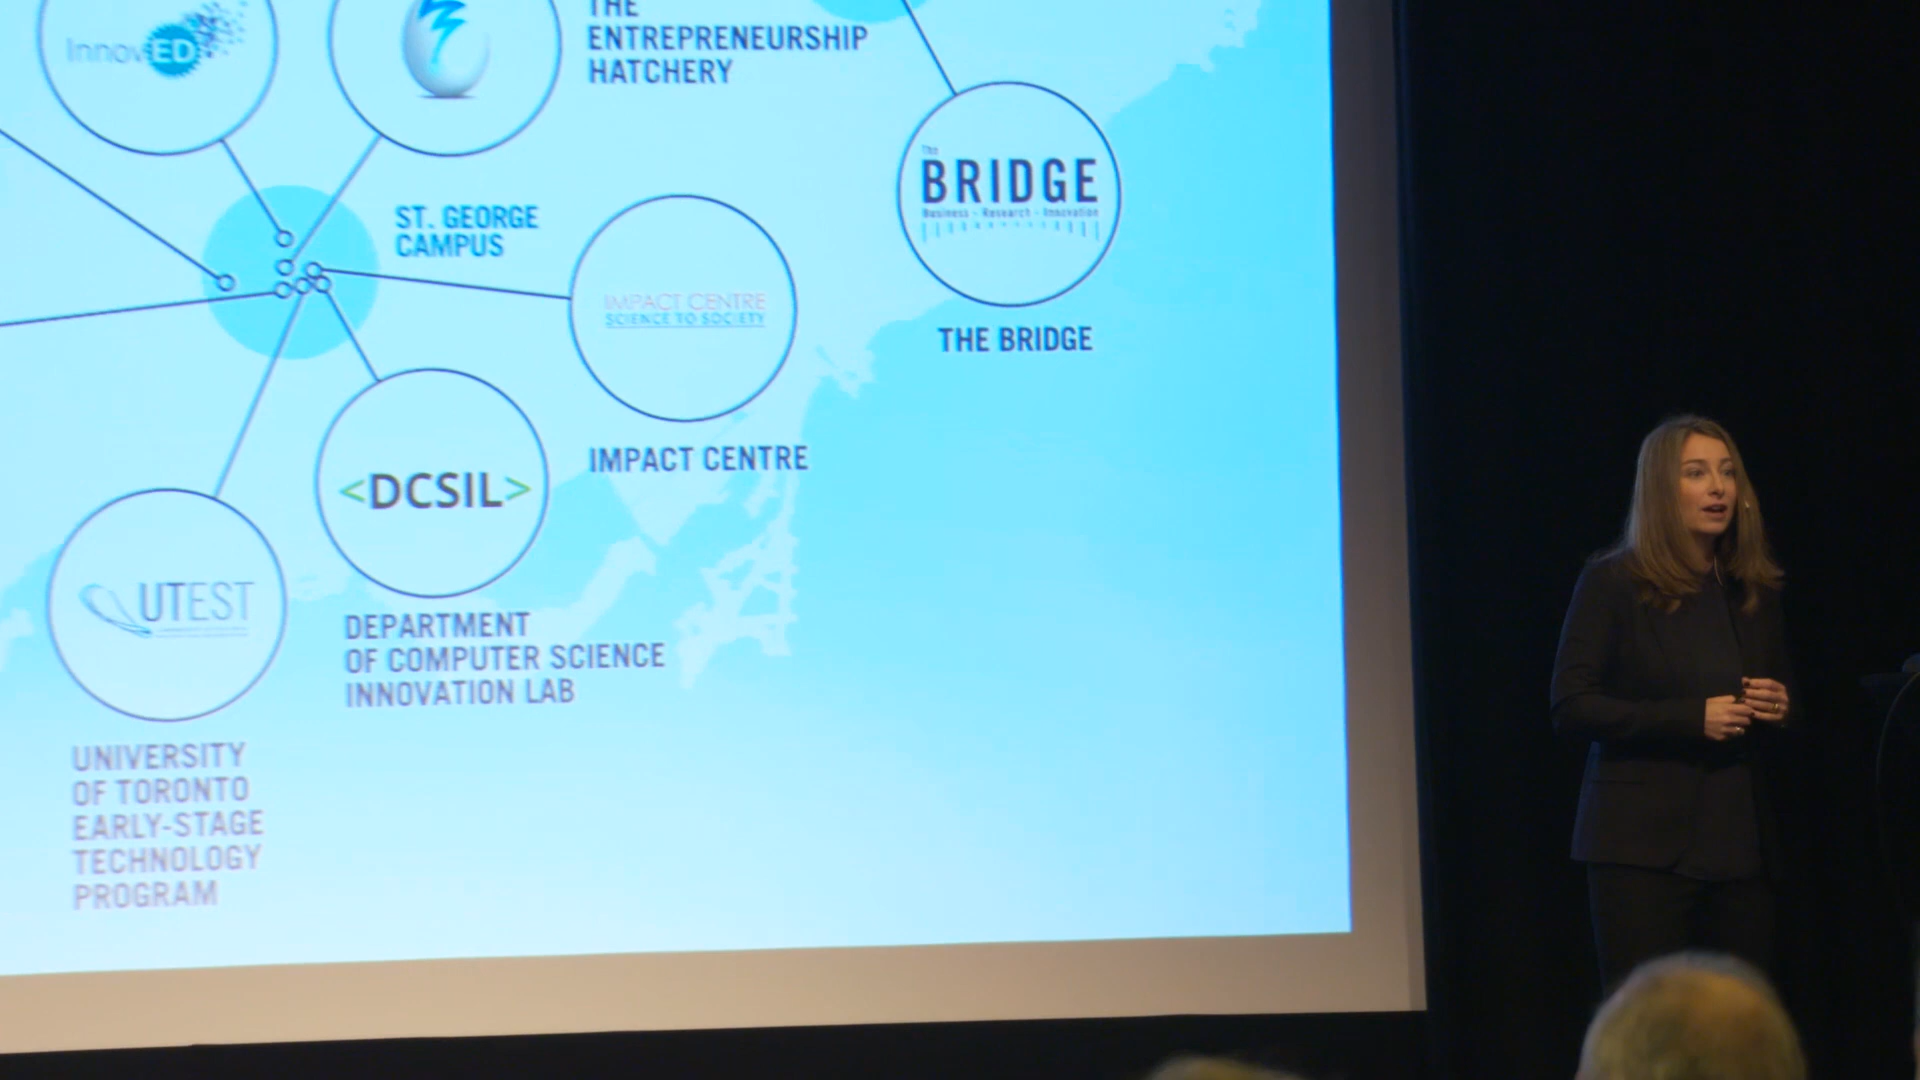 InnovED
THE
ENTREPRENEURSHIP
HATCHERY
The
BRIDGE
Business - Research - Innovation
THE BRIDGE
ST. GEORGE
CAMPUS
IMPACT CENTRE
SCIENCE TO SOCIETY
IMPACT CENTRE
<DCSIL>
DEPARTMENT
OF COMPUTER SCIENCE
INNOVATION LAB
UTEST
UNIVERSITY
OF TORONTO
EARLY-STAGE
TECHNOLOGY
PROGRAM